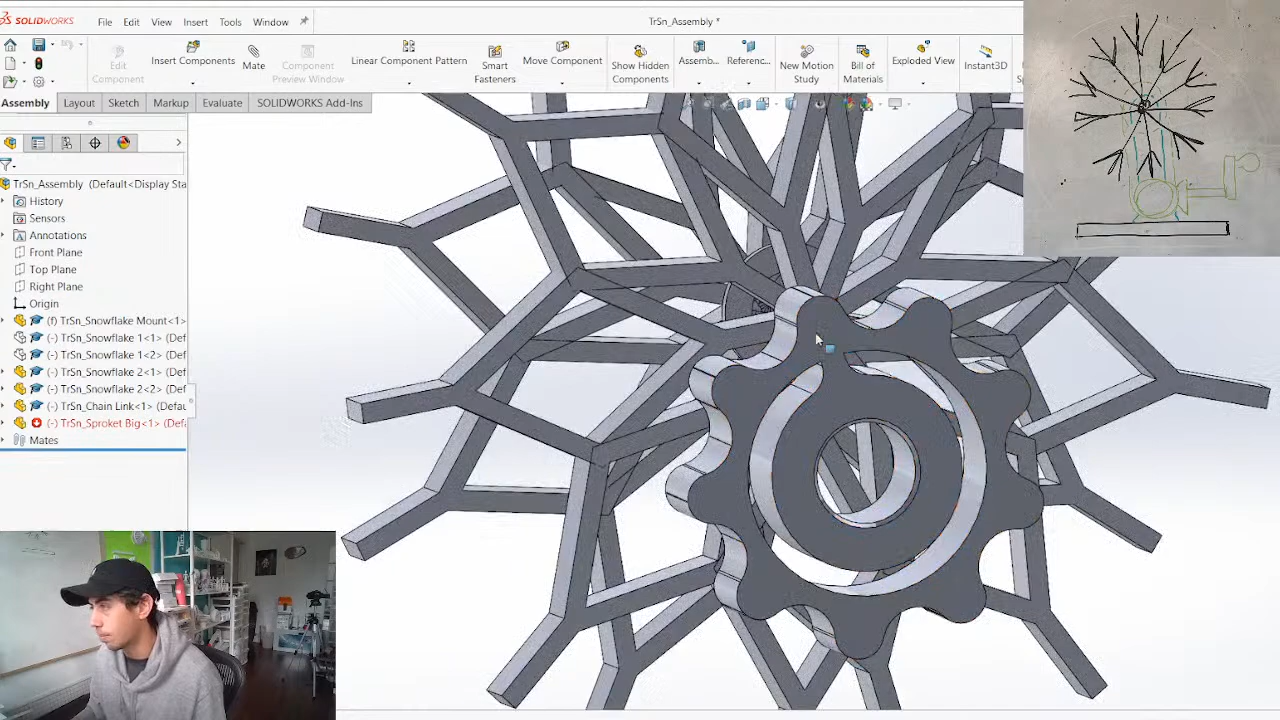 SOLIDWORKS File Edit View Insert Tools Window TrSn_Assembly *
Edit Component
Insert Components
Mate
Component Preview Window
Linear Component Pattern
Smart Fasteners
Move Component
Show Hidden Components
Assemb...
Referenc...
New Motion Study
Bill of Materials
Exploded View
Instant3D
Assembly Layout Sketch Markup Evaluate SOLIDWORKS Add-Ins
TrSn_Assembly (Default<Display Sta
History
Sensors
Annotations
Front Plane
Top Plane
Right Plane
Origin
(f) TrSn_Snowflake Mount<1>
(-) TrSn_Snowflake 1<1> (Def
(-) TrSn_Snowflake 1<2> (Def
(-) TrSn_Snowflake 2<1> (Def
(-) TrSn_Snowflake 2<2> (Def
(-) TrSn_Chain Link<1> (Defau
(-) TrSn_Sproket Big<1> (Def
Mates